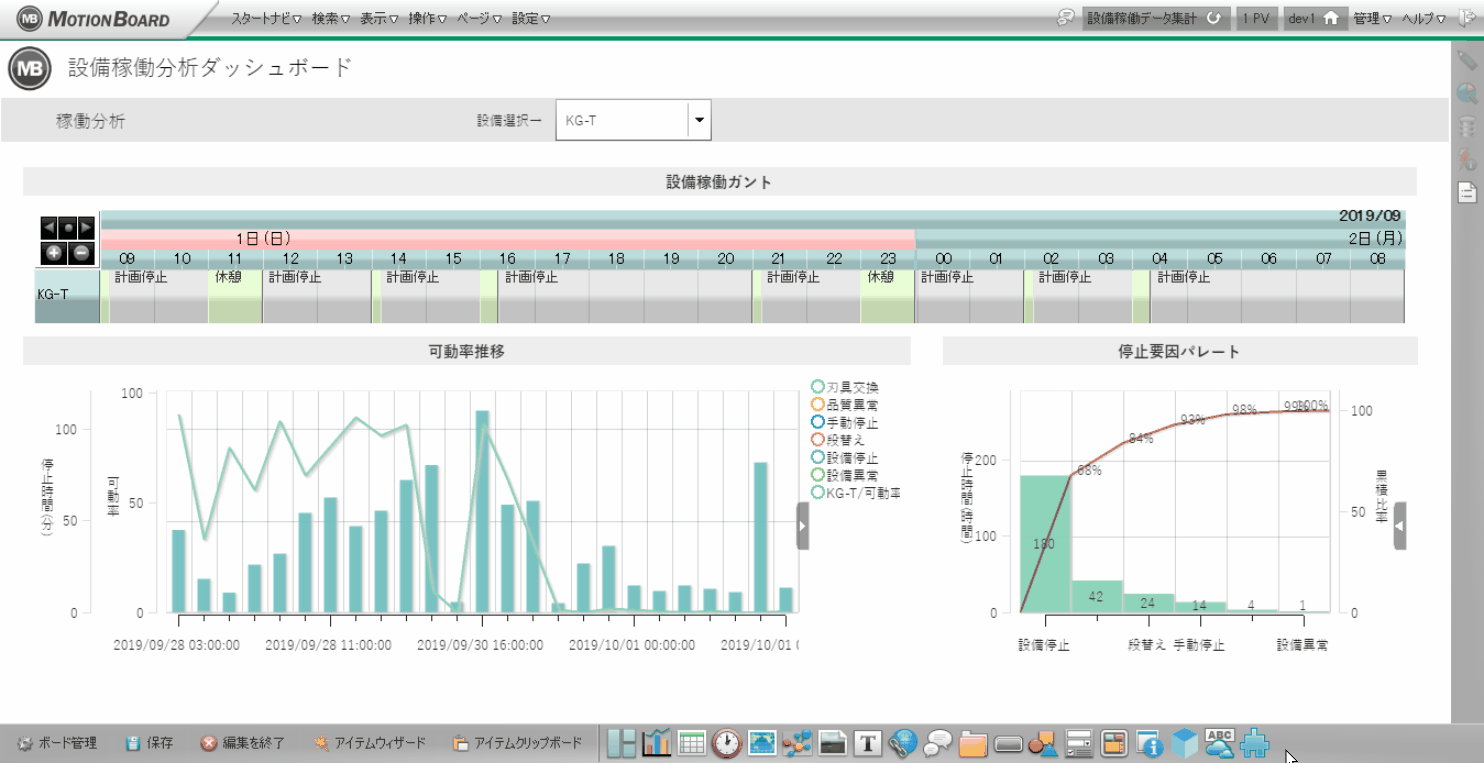 MB MOTIONBOARD スタートナビ▽ 検索▽ 表示▽ 操作▽ ページ▽ 設定▽ 設備稼働データ集計 1 PV dev1 管理▽ ヘルプ▽
MB 設備稼働分析ダッシュボード
稼働分析 設備選択ー KG-T
設備稼働ガント
2019/09
1日(日) 2日(月)
09 10 11 12 13 14 15 16 17 18 19 20 21 22 23 00 01 02 03 04 05 06 07 08
計画停止 休憩 計画停止 計画停止 計画停止 計画停止 休憩 計画停止 計画停止 計画停止
KG-T
可動率推移
停止時間(分)
100
50
0
可動率
100
50
0
2019/09/28 03:00:00 2019/09/28 11:00:00 2019/09/30 16:00:00 2019/10/01 00:00:00 2019/10/01 (
刃具交換
品質異常
手動停止
段替え
設備停止
設備異常
KG-T/可動率
停止要因パレート
停止時間(時間)
200
100
0
68% 84% 93% 98% 99% 100%
180 42 24 14 4 1
累積比率
100
50
0
設備停止 段替え 手動停止 設備異常
ボード管理 保存 編集を終了 アイテムウィザード アイテムクリップボード T ABC